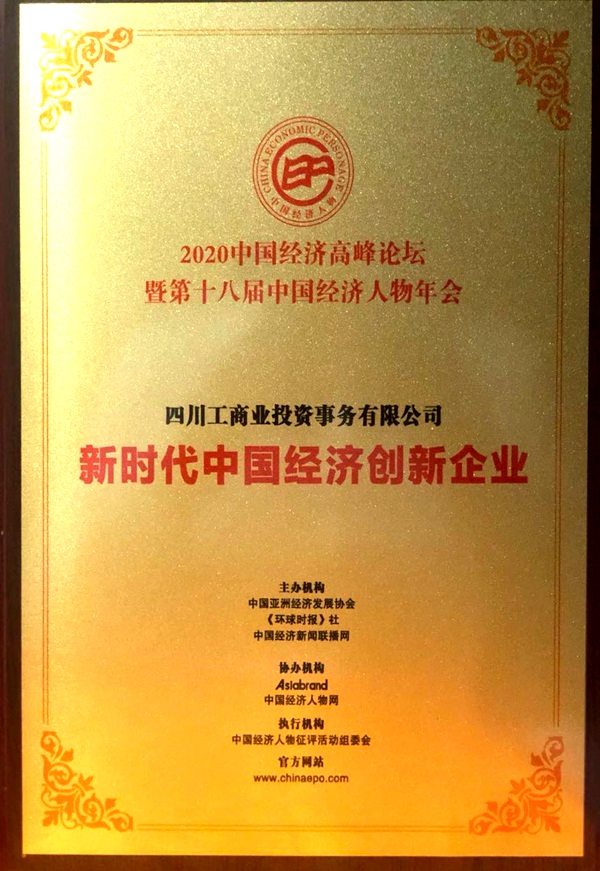 CHINA ECONOMIC PERSONAGE
中国经济人物
2020中国经济高峰论坛
暨第十八届中国经济人物年会
四川工商业投资事务有限公司
新时代中国经济创新企业
主办机构
中国亚洲经济发展协会
《环球时报》社
中国经济新闻联播网
协办机构
Asiabrand
中国经济人物网
执行机构
中国经济人物征评活动组委会
官方网站
www.chinaepo.com